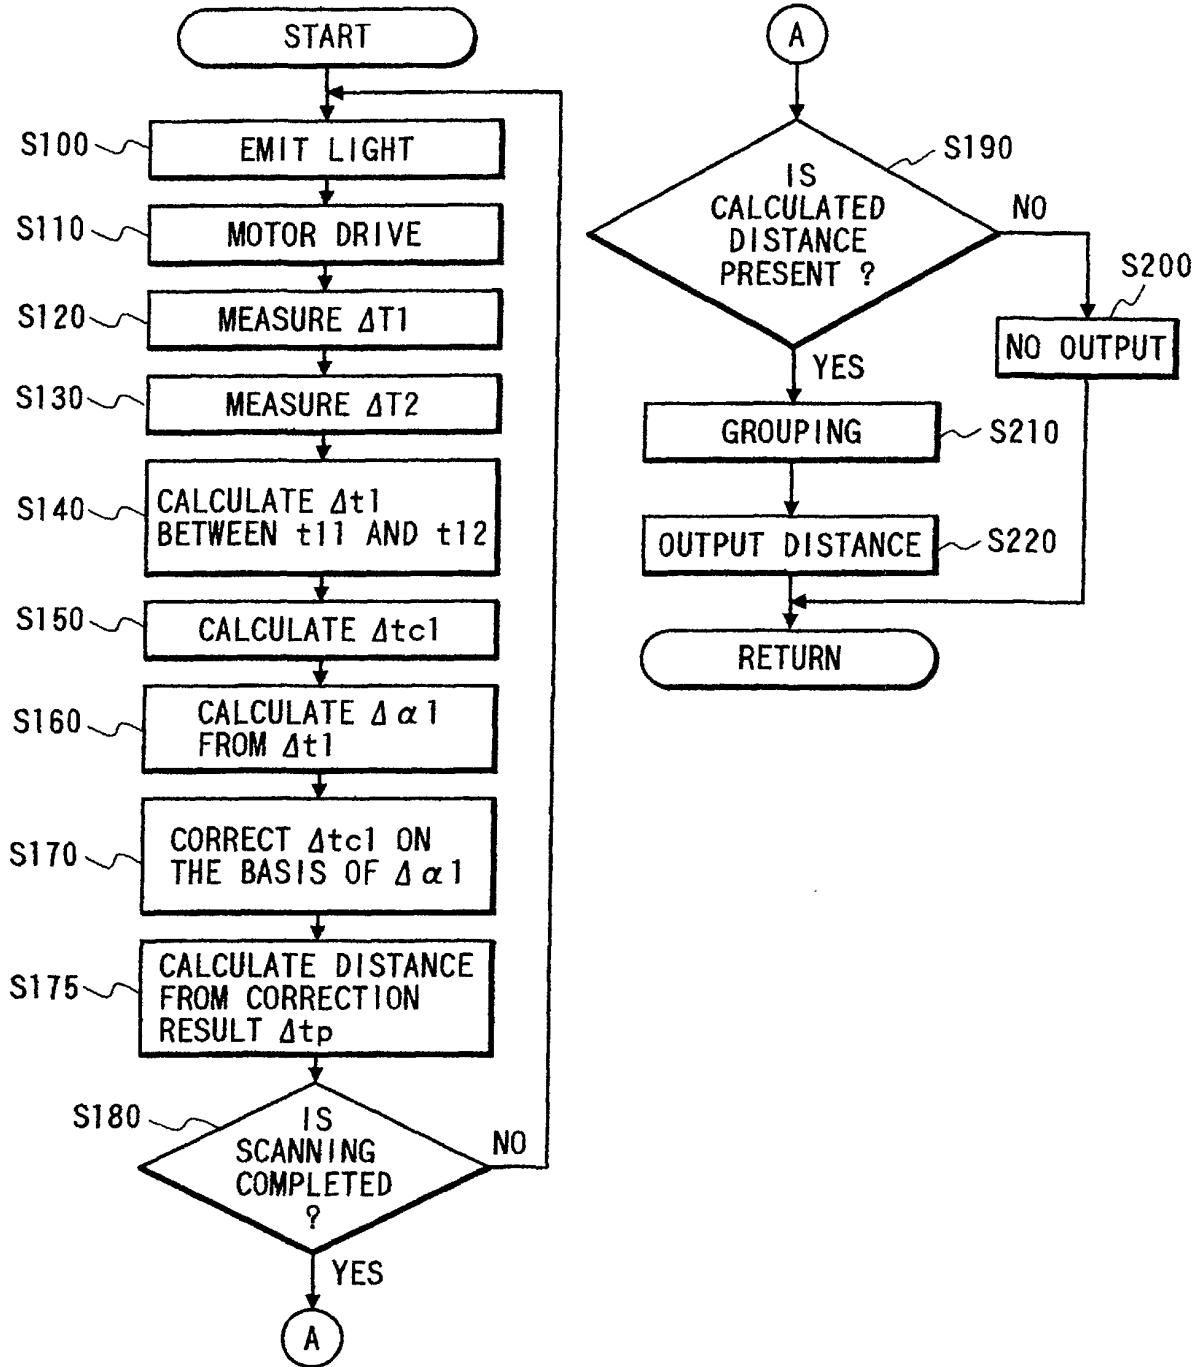 START
S100
EMIT LIGHT
S110
MOTOR DRIVE
S120
MEASURE ΔT1
S130
MEASURE ΔT2
S140
CALCULATE Δt1
BETWEEN t11 AND t12
S150
CALCULATE Δtc1
S160
CALCULATE Δα1
FROM Δt1
S170
CORRECT Δtc1 ON
THE BASIS OF Δα1
S175
CALCULATE DISTANCE
FROM CORRECTION
RESULT Δtp
S180
IS
SCANNING
COMPLETED
?
NO
YES
A
A
S190
IS
CALCULATED
DISTANCE
PRESENT ?
NO
S200
NO OUTPUT
YES
GROUPING
S210
OUTPUT DISTANCE
S220
RETURN